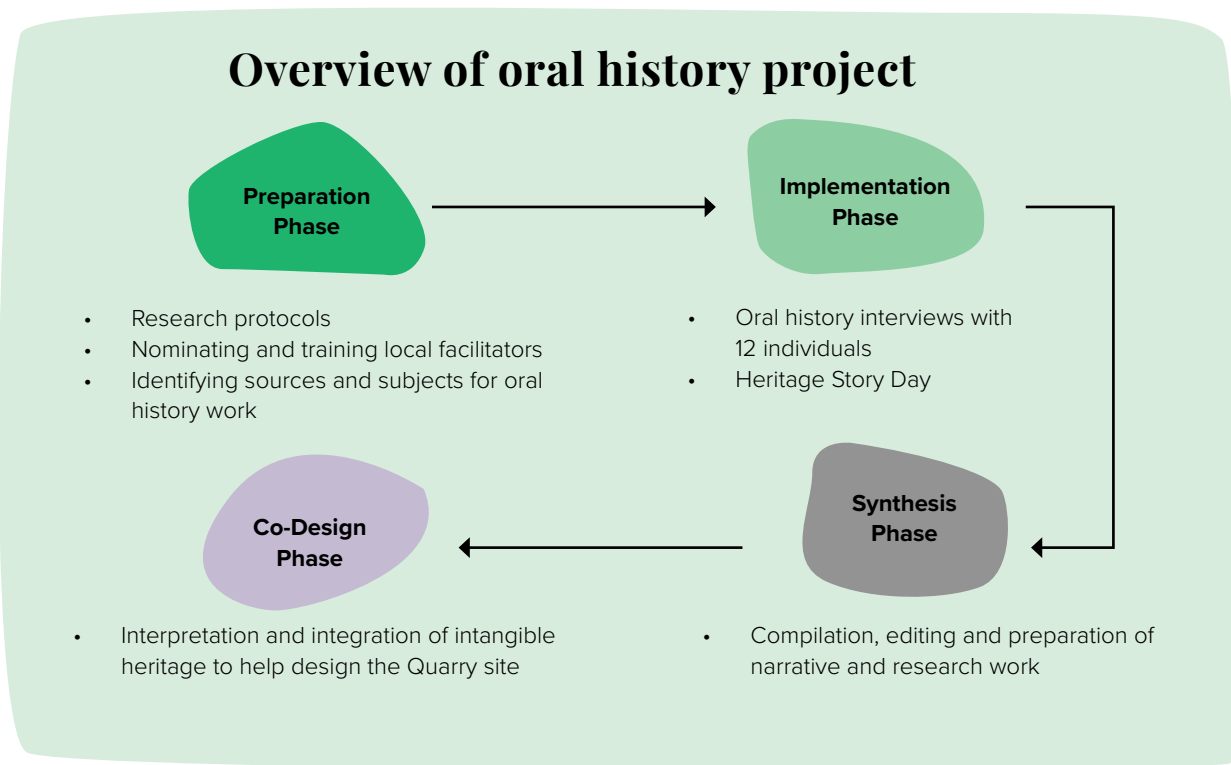 Overview of oral history project
Preparation
Phase
• Research protocols
• Nominating and training local facilitators
• Identifying sources and subjects for oral
history work
Implementation
Phase
• Oral history interviews with
12 individuals
• Heritage Story Day
Synthesis
Phase
• Compilation, editing and preparation of
narrative and research work
Co-Design
Phase
• Interpretation and integration of intangible
heritage to help design the Quarry site